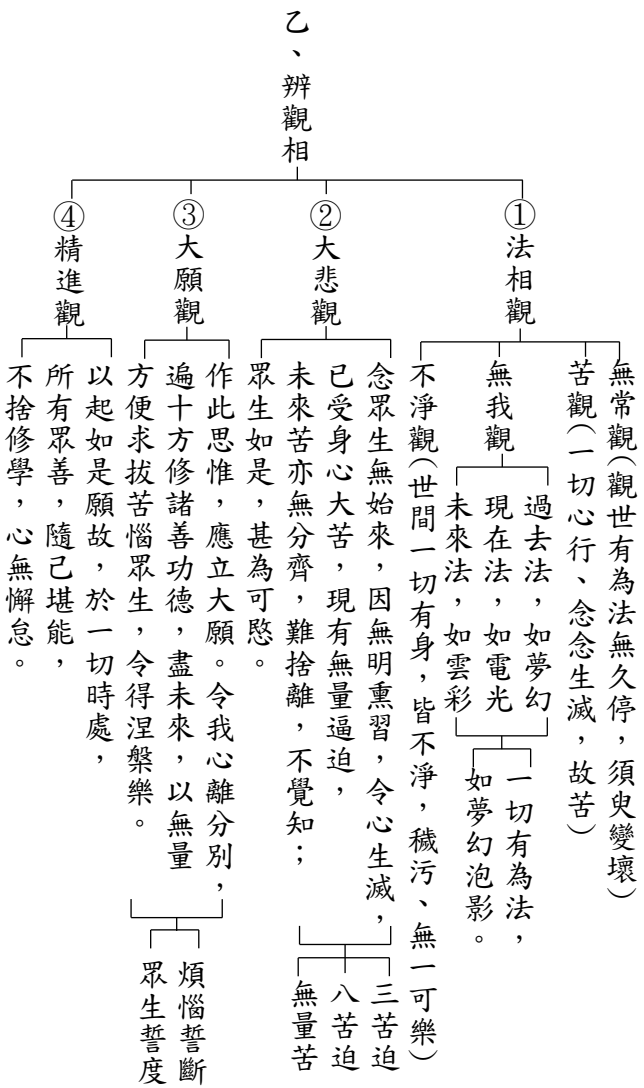 乙、辨觀相
①法相觀
無常觀(觀世有為法無久停,須臾變壞)
苦觀(一切心行、念念生滅,故苦)
無我觀
過去法,如夢幻
現在法,如電光
未來法,如雲彩
一切有為法,
如夢幻泡影。
不淨觀(世間一切有身,皆不淨,穢污、無一可樂)
②大悲觀
念眾生無始來,因無明熏習,令心生滅,
已受身心大苦,現有無量逼迫,
未來苦亦無分齊,難捨離,不覺知;
眾生如是,甚為可愍。
三苦迫
八苦迫
無量苦
③大願觀
作此思惟,應立大願。令我心離分別,
遍十方修諸善功德,盡未來,以無量
方便求拔苦惱眾生,令得涅槃樂。
煩惱誓斷
眾生誓度
④精進觀
以起如是願故,於一切時處,
所有眾善,隨己堪能,
不捨修學,心無懈怠。